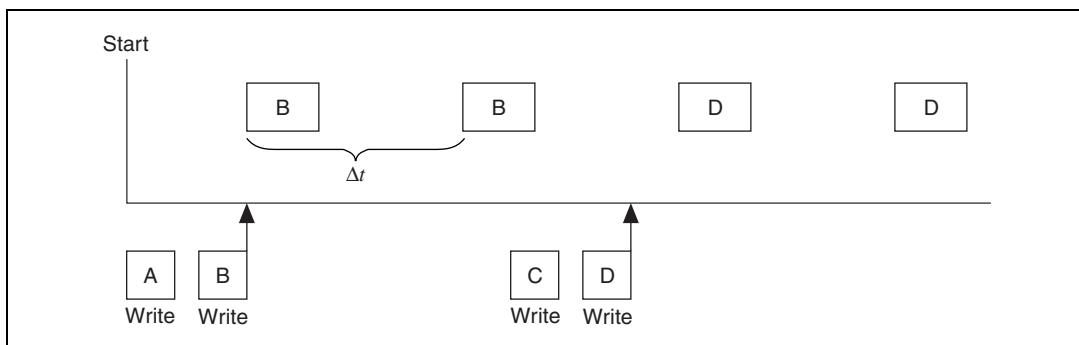 Start
B B D D
Δt
A B C D
Write Write Write Write